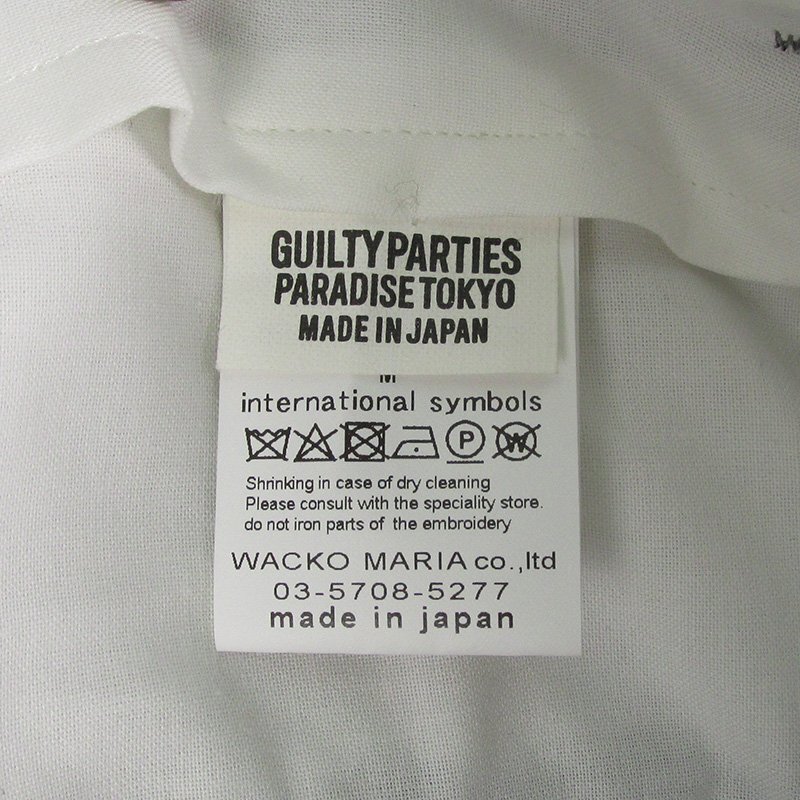 GUILTY PARTIES
PARADISE TOKYO
MADE IN JAPAN
M
international symbols
P W
Shrinking in case of dry cleaning
Please consult with the speciality store.
do not iron parts of the embroidery
WACKO MARIA co.,ltd
03-5708-5277
made in japan